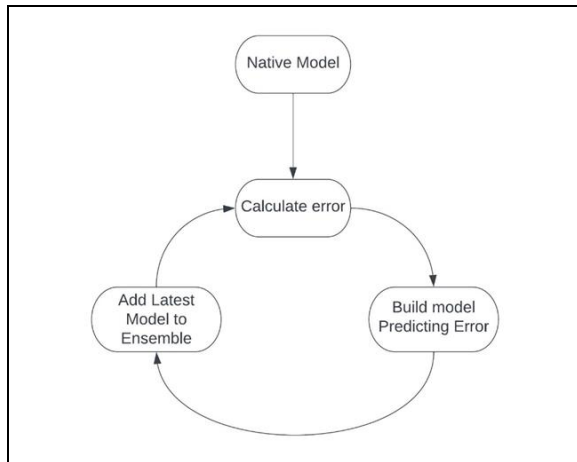 Native Model
Calculate error
Add Latest
Model to
Ensemble
Build model
Predicting Error